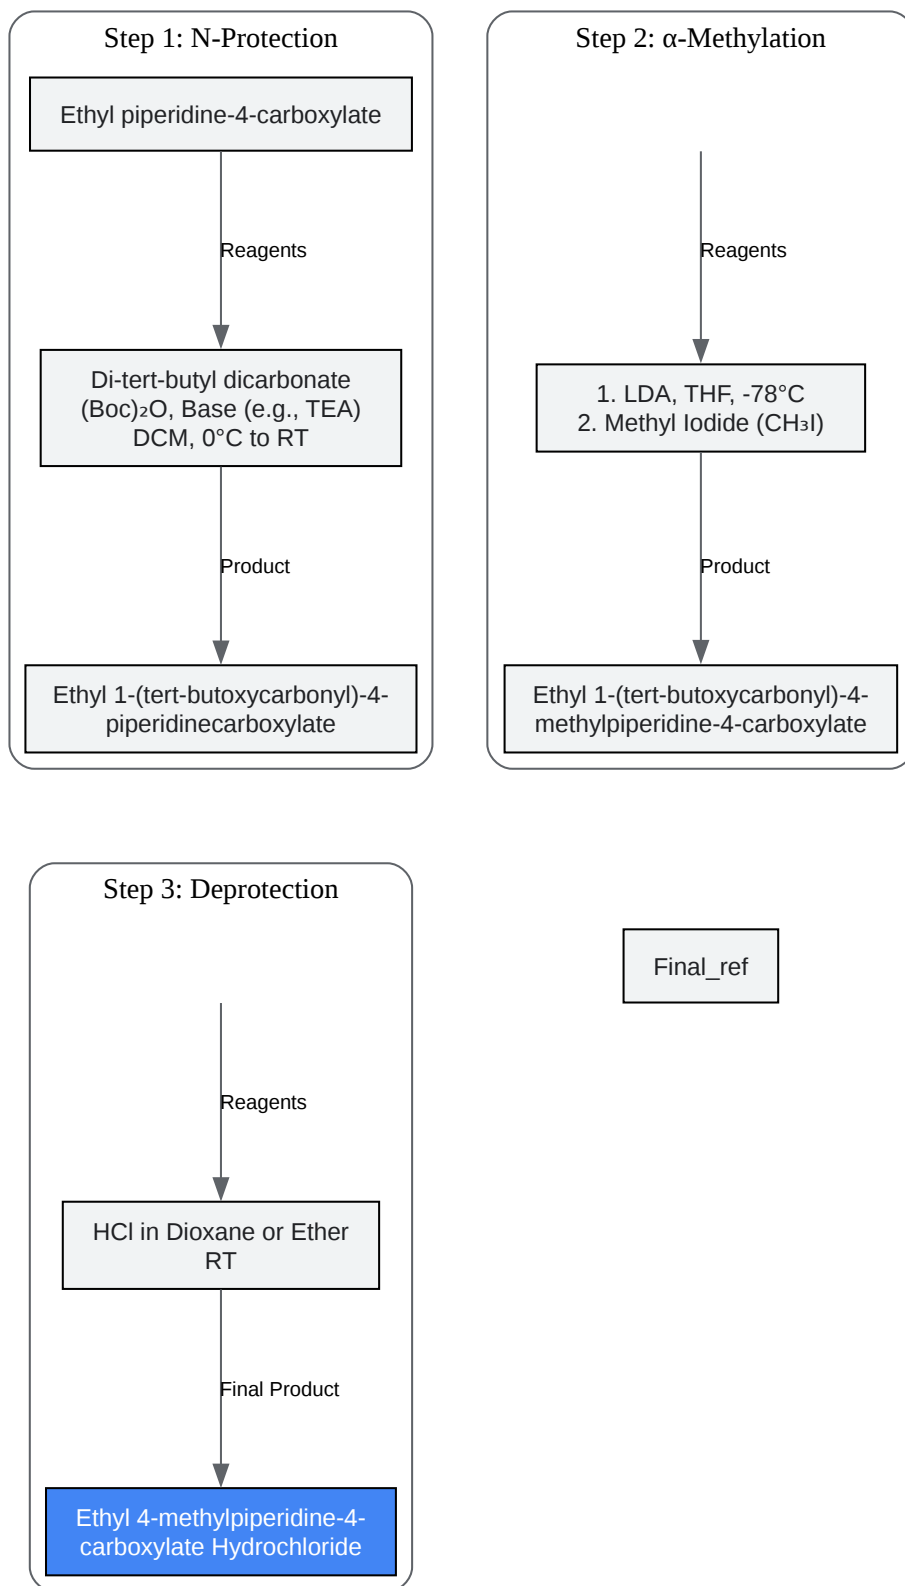 Step 1: N-Protection
Ethyl piperidine-4-carboxylate
Reagents
Di-tert-butyl dicarbonate
(Boc)₂O, Base (e.g., TEA)
DCM, 0°C to RT
Product
Ethyl 1-(tert-butoxycarbonyl)-4-
piperidinecarboxylate
Step 2: α-Methylation
Reagents
1. LDA, THF, -78°C
2. Methyl Iodide (CH₃I)
Product
Ethyl 1-(tert-butoxycarbonyl)-4-
methylpiperidine-4-carboxylate
Step 3: Deprotection
Reagents
HCl in Dioxane or Ether
RT
Final Product
Ethyl 4-methylpiperidine-4-
carboxylate Hydrochloride
Final_ref